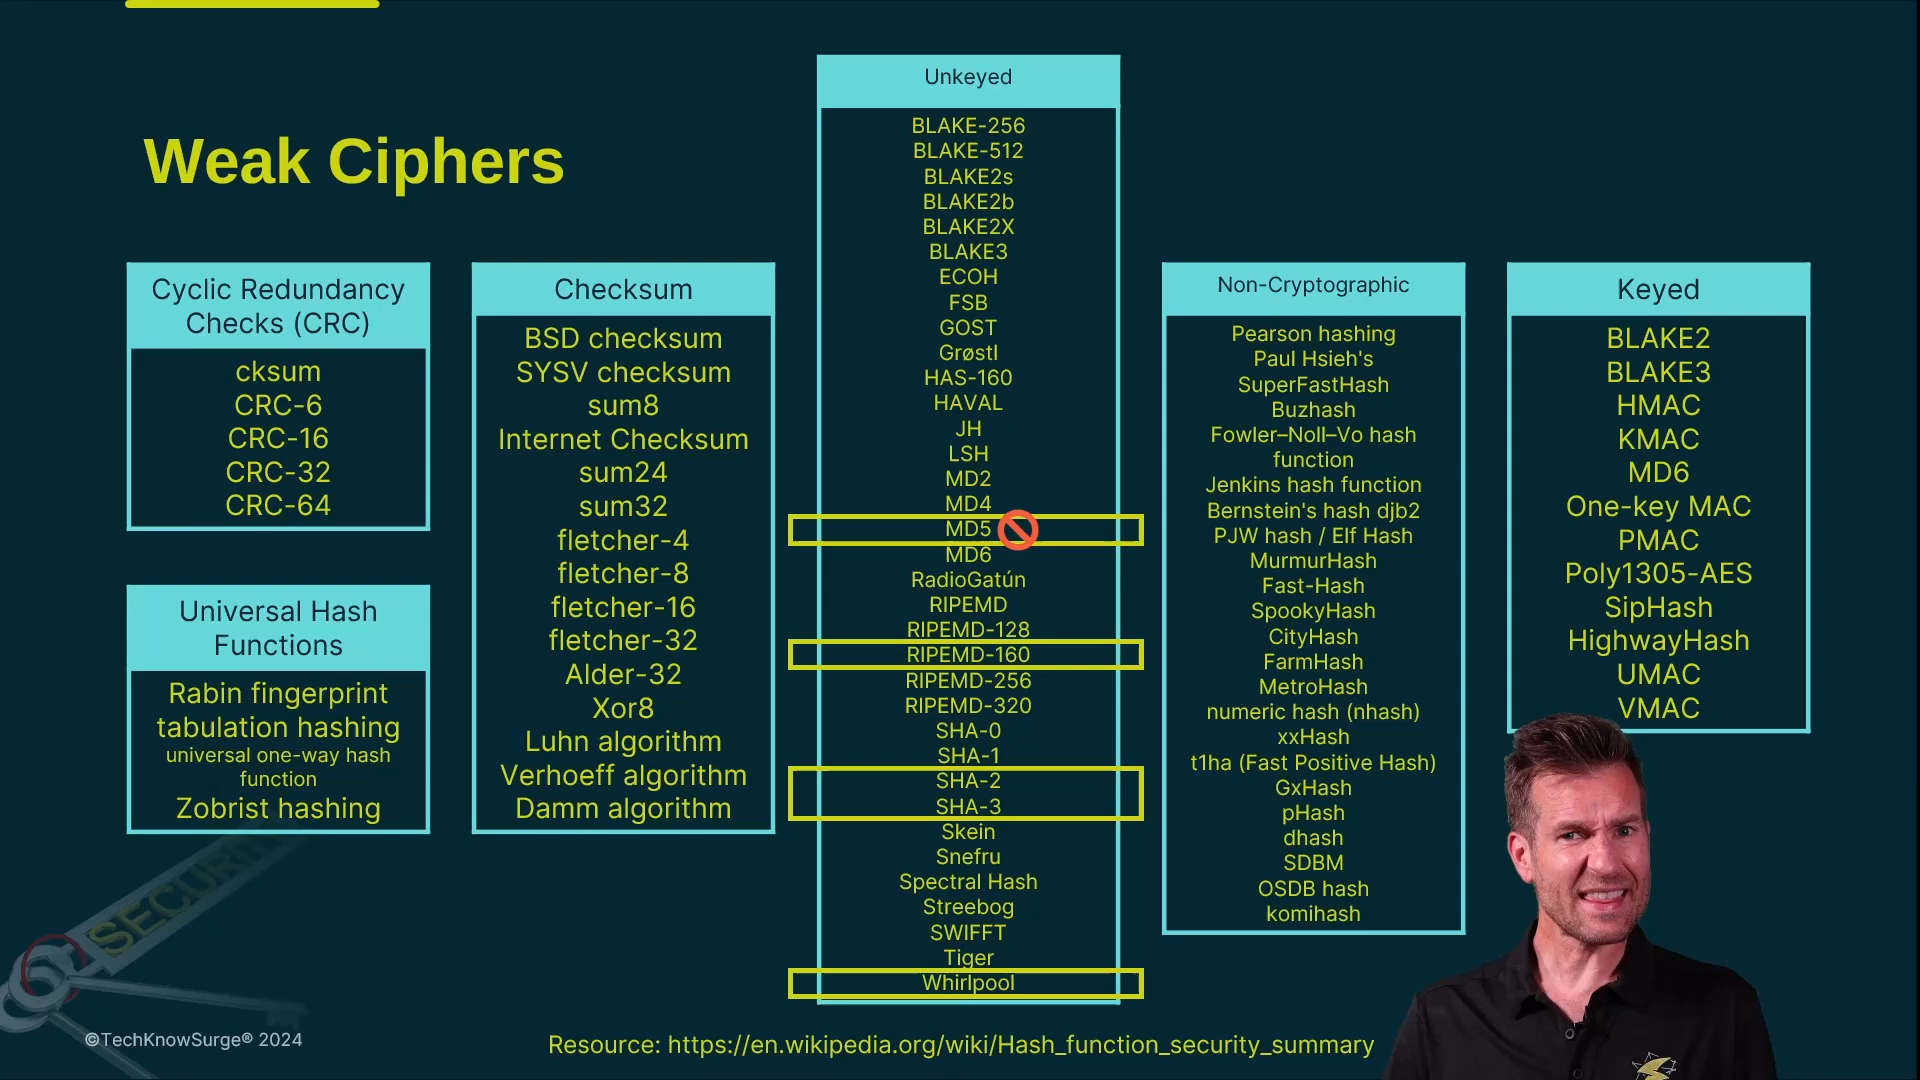 Weak Ciphers
Cyclic Redundancy
Checks (CRC)
cksum
CRC-6
CRC-16
CRC-32
CRC-64
Universal Hash
Functions
Rabin fingerprint
tabulation hashing
universal one-way hash
function
Zobrist hashing
Checksum
BSD checksum
SYSV checksum
sum8
Internet Checksum
sum24
sum32
fletcher-4
fletcher-8
fletcher-16
fletcher-32
Alder-32
Xor8
Luhn algorithm
Verhoeff algorithm
Damm algorithm
Unkeyed
BLAKE-256
BLAKE-512
BLAKE2s
BLAKE2b
BLAKE2X
BLAKE3
ECOH
FSB
GOST
Grøstl
HAS-160
HAVAL
JH
LSH
MD2
MD4
MD5
MD6
RadioGatún
RIPEMD
RIPEMD-128
RIPEMD-160
RIPEMD-256
RIPEMD-320
SHA-0
SHA-1
SHA-2
SHA-3
Skein
Snefru
Spectral Hash
Streebog
SWIFFT
Tiger
Whirlpool
Non-Cryptographic
Pearson hashing
Paul Hsieh's
SuperFastHash
Buzhash
Fowler–Noll–Vo hash
function
Jenkins hash function
Bernstein's hash djb2
PJW hash / Elf Hash
MurmurHash
Fast-Hash
SpookyHash
CityHash
FarmHash
MetroHash
numeric hash (nhash)
xxHash
t1ha (Fast Positive Hash)
GxHash
pHash
dhash
SDBM
OSDB hash
komihash
Keyed
BLAKE2
BLAKE3
HMAC
KMAC
MD6
One-key MAC
PMAC
Poly1305-AES
SipHash
HighwayHash
UMAC
VMAC
SECURITY
©TechKnowSurge® 2024
Resource: https://en.wikipedia.org/wiki/Hash_function_security_summary